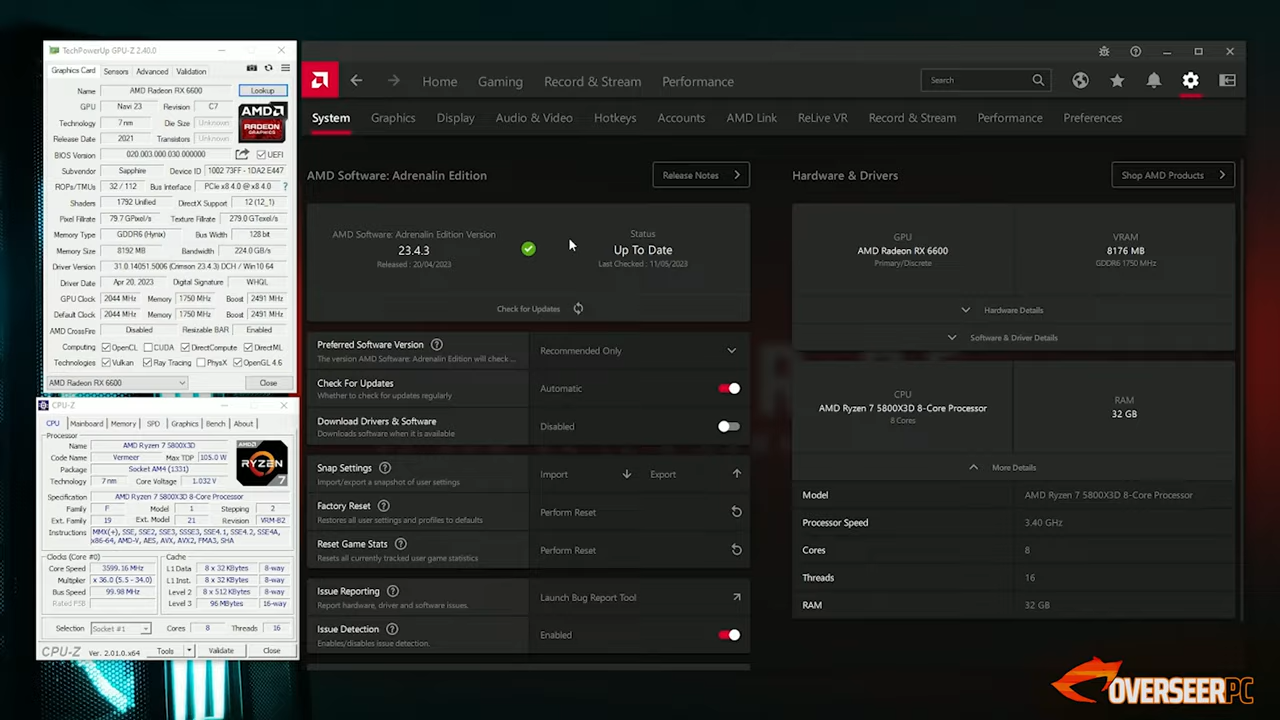 TechPowerUp GPU-Z 2.40.0
Graphics Card Sensors Advanced Validation
Name AMD Radeon RX 6600 Lookup
GPU Navi 23 Revision C7
Technology 7 nm Die Size Unknown
Release Date 2021 Transistors Unknown
BIOS Version 020.003.000.030.000000 UEFI
Subvendor Sapphire Device ID 1002 73FF - 1DA2 E447
ROPs/TMUs 32 / 112 Bus Interface PCIe x8 4.0 @ x8 4.0 ?
Shaders 1792 Unified DirectX Support 12 (12_1)
Pixel Fillrate 79.7 GPixel/s Texture Fillrate 279.0 GTexel/s
Memory Type GDDR6 (Hynix) Bus Width 128 bit
Memory Size 8192 MB Bandwidth 224.0 GB/s
Driver Version 31.0.14051.5006 (Crimson 23.4.3) DCH / Win10 64
Driver Date Apr 20, 2023 Digital Signature WHQL
GPU Clock 2044 MHz Memory 1750 MHz Boost 2491 MHz
Default Clock 2044 MHz Memory 1750 MHz Boost 2491 MHz
AMD CrossFire Disabled Resizable BAR Enabled
Computing OpenCL CUDA DirectCompute DirectML
Technologies Vulkan Ray Tracing PhysX OpenGL 4.6
AMD Radeon RX 6600 Close
AMD
RADEON
GRAPHICS
CPU-Z
CPU Mainboard Memory SPD Graphics Bench About
Processor
Name AMD Ryzen 7 5800X3D
Code Name Vermeer Max TDP 105.0 W
Package Socket AM4 (1331)
Technology 7 nm Core Voltage 1.032 V
Specification AMD Ryzen 7 5800X3D 8-Core Processor
Family F Model 1 Stepping 2
Ext. Family 19 Ext. Model 21 Revision VRM-B2
Instructions MMX(+), SSE, SSE2, SSE3, SSSE3, SSE4.1, SSE4.2, SSE4A,
x86-64, AMD-V, AES, AVX, AVX2, FMA3, SHA
AMD
RYZEN
7
Clocks (Core #0) Cache
Core Speed 3599.16 MHz L1 Data 8 x 32 KBytes 8-way
Multiplier x 36.0 (5.5 - 34.0) L1 Inst. 8 x 32 KBytes 8-way
Bus Speed 99.98 MHz Level 2 8 x 512 KBytes 8-way
Rated FSB Level 3 96 MBytes 16-way
Selection Socket #1 Cores 8 Threads 16
CPU-Z Ver. 2.01.0.x64 Tools Validate Close
Home Gaming Record & Stream Performance Search
System Graphics Display Audio & Video Hotkeys Accounts AMD Link ReLive VR Record & Stream Performance Preferences
AMD Software: Adrenalin Edition Release Notes
AMD Software: Adrenalin Edition Version
23.4.3
Released : 20/04/2023
Status
Up To Date
Last Checked : 11/05/2023
Check for Updates
Preferred Software Version
The version AMD Software: Adrenalin Edition will check ...
Recommended Only
Check For Updates
Whether to check for updates regularly
Automatic
Download Drivers & Software
Downloads software when it is available
Disabled
Snap Settings
Import/export a snapshot of user settings
Import Export
Factory Reset
Restores all user settings and profiles to defaults
Perform Reset
Reset Game Stats
Resets all currently tracked user game statistics
Perform Reset
Issue Reporting
Report hardware, driver and software issues.
Launch Bug Report Tool
Issue Detection
Enables/disables issue detection.
Enabled
Hardware & Drivers Shop AMD Products
GPU
AMD Radeon RX 6600
Primary/Discrete
VRAM
8176 MB
GDDR6 1750 MHz
Hardware Details
Software & Driver Details
CPU
AMD Ryzen 7 5800X3D 8-Core Processor
8 Cores
RAM
32 GB
More Details
Model AMD Ryzen 7 5800X3D 8-Core Processor
Processor Speed 3.40 GHz
Cores 8
Threads 16
RAM 32 GB
OVERSEERPC